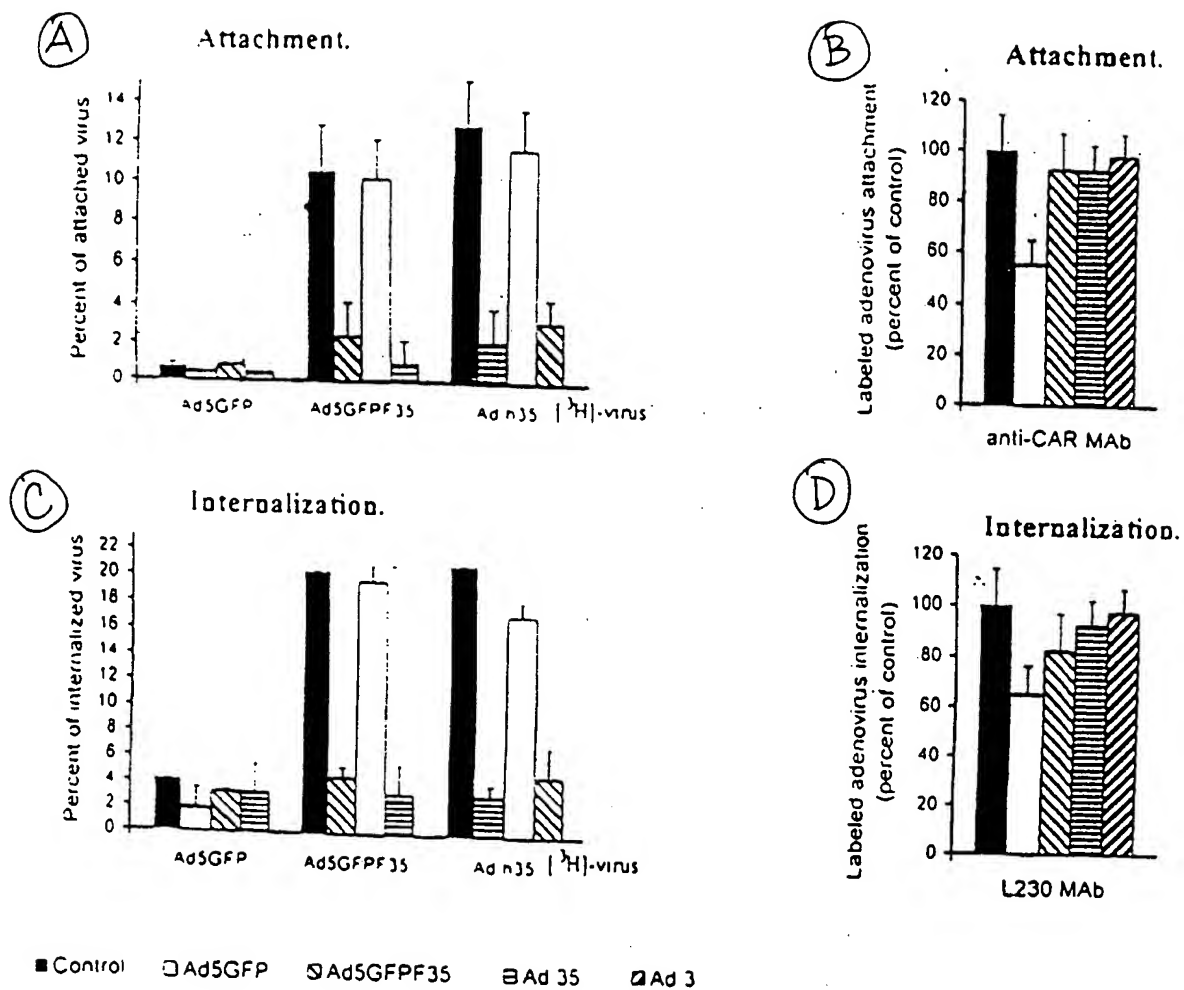 A
Attachment.
Percent of attached virus
14
12
10
8
6
4
2
0
Ad5GFP
Ad5GFPF35
Ad h35 [³H]-virus
B
Attachment.
Labeled adenovirus attachment
(percent of control)
120
100
80
60
40
20
0
anti-CAR MAb
C
Internalization.
Percent of internalized virus
22
20
18
16
14
12
10
8
6
4
2
0
Ad5GFP
Ad5GFPF35
Ad h35 [³H]-virus
D
Internalization.
Labeled adenovirus internalization
(percent of control)
120
100
80
60
40
20
0
L230 MAb
Control
Ad5GFP
Ad5GFPF35
Ad 35
Ad 3